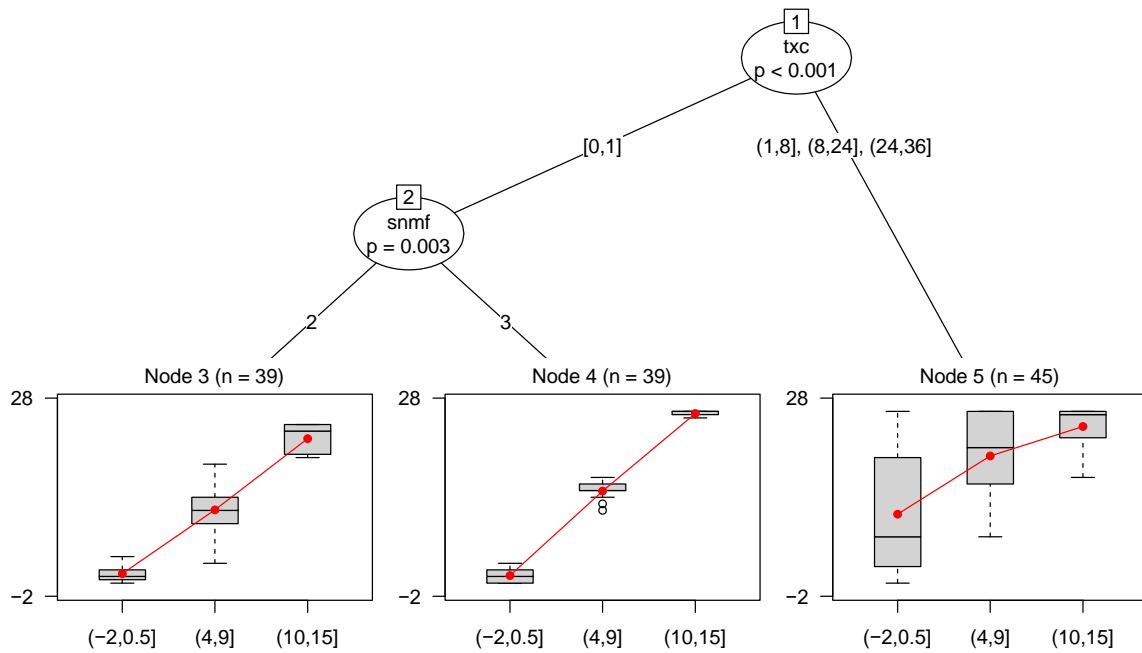 1
txc
p < 0.001
[0,1]
(1,8], (8,24], (24,36]
2
snmf
p = 0.003
2
3
Node 3 (n = 39)
28
−2
(−2,0.5]
(4,9]
(10,15]
Node 4 (n = 39)
28
−2
(−2,0.5]
(4,9]
(10,15]
Node 5 (n = 45)
28
−2
(−2,0.5]
(4,9]
(10,15]